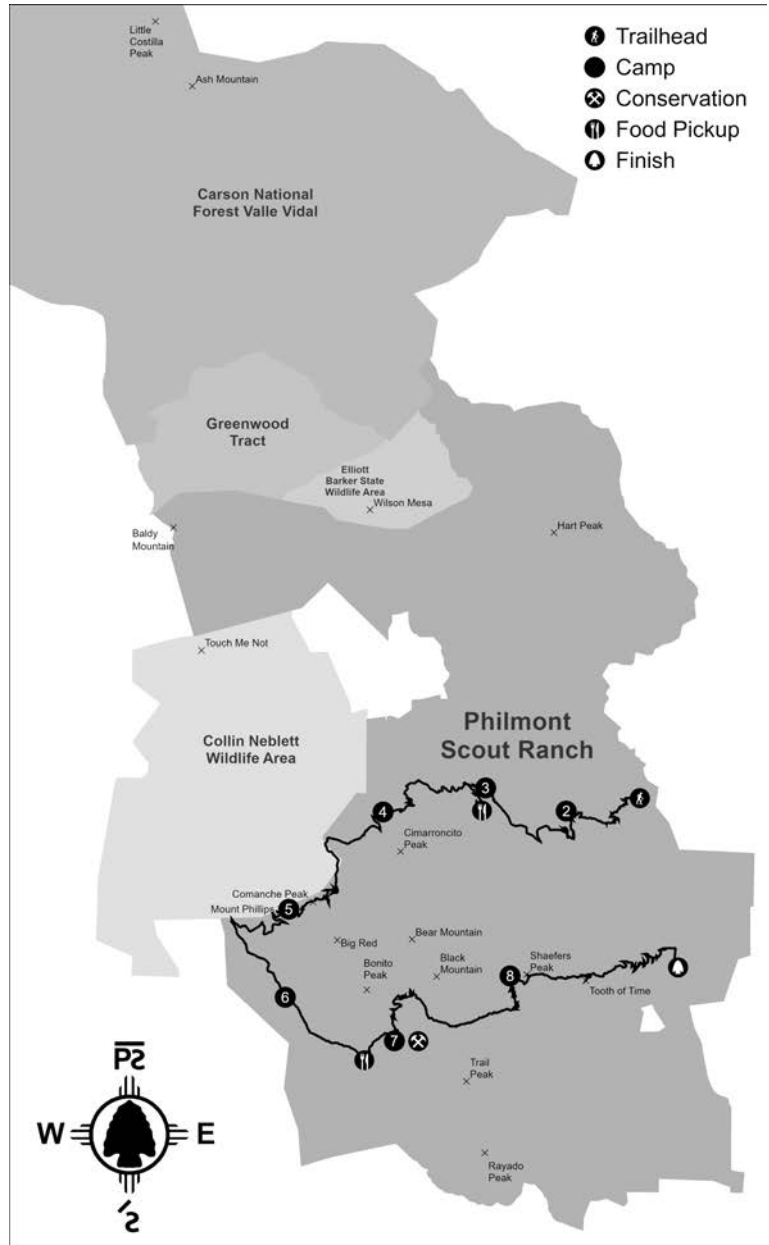 Little
Costilla
Peak
Ash Mountain
Trailhead
Camp
Conservation
Food Pickup
Finish
Carson National
Forest Valle Vidal
Greenwood
Tract
Elliott
Barker State
Wildlife Area
Wilson Mesa
Baldy
Mountain
Hart Peak
Touch Me Not
Collin Neblett
Wildlife Area
Philmont
Scout Ranch
3
4
2
Cimarroncito
Peak
Comanche Peak
Mount Phillips
5
Big Red
Bear Mountain
Bonito
Peak
Black
Mountain
8
Shaefers
Peak
Tooth of Time
6
7
Trail
Peak
Rayado
Peak
W
E